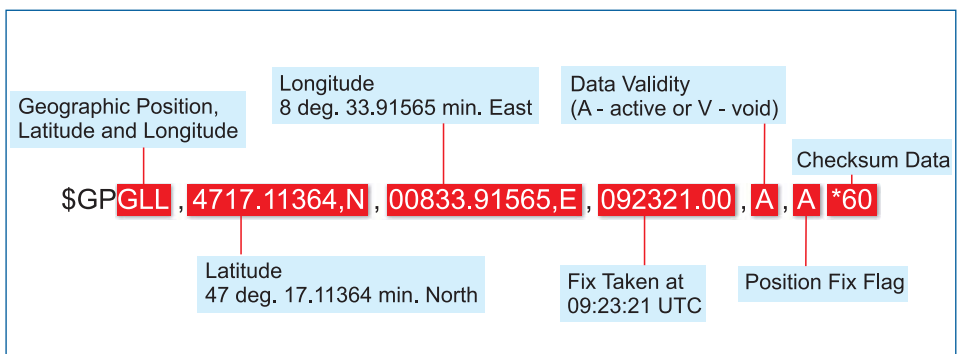 Longitude
8 deg. 33.91565 min. East
Data Validity
(A - active or V - void)
Geographic Position,
Latitude and Longitude
Checksum Data
$GPGLL , 4717.11364,N , 00833.91565,E , 092321.00 , A , A *60
Latitude
47 deg. 17.11364 min. North
Fix Taken at
09:23:21 UTC
Position Fix Flag